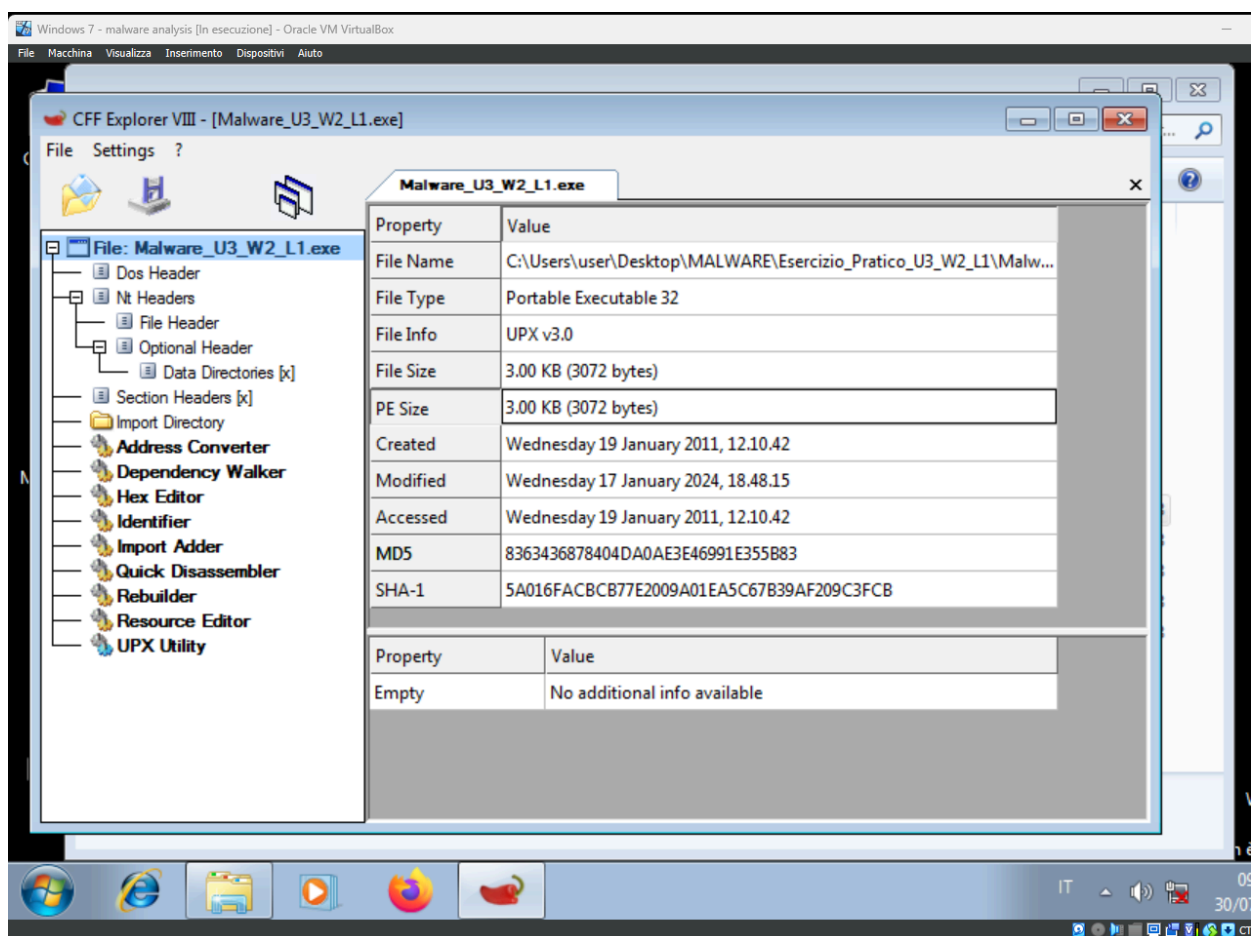 Windows 7 - malware analysis [In esecuzione] - Oracle VM VirtualBox
File Macchina Visualizza Inserimento Dispositivi Aiuto
CFF Explorer VIII - [Malware_U3_W2_L1.exe]
File Settings ?
Malware_U3_W2_L1.exe
Property Value
File Name C:\Users\user\Desktop\MALWARE\Esercizio_Pratico_U3_W2_L1\Malw...
File Type Portable Executable 32
File Info UPX v3.0
File Size 3.00 KB (3072 bytes)
PE Size 3.00 KB (3072 bytes)
Created Wednesday 19 January 2011, 12.10.42
Modified Wednesday 17 January 2024, 18.48.15
Accessed Wednesday 19 January 2011, 12.10.42
MD5 8363436878404DA0AE3E46991E355B83
SHA-1 5A016FACBCB77E2009A01EA5C67B39AF209C3FCB
Property Value
Empty No additional info available
File: Malware_U3_W2_L1.exe
Dos Header
Nt Headers
File Header
Optional Header
Data Directories [x]
Section Headers [x]
Import Directory
Address Converter
Dependency Walker
Hex Editor
Identifier
Import Adder
Quick Disassembler
Rebuilder
Resource Editor
UPX Utility
IT
09
30/07